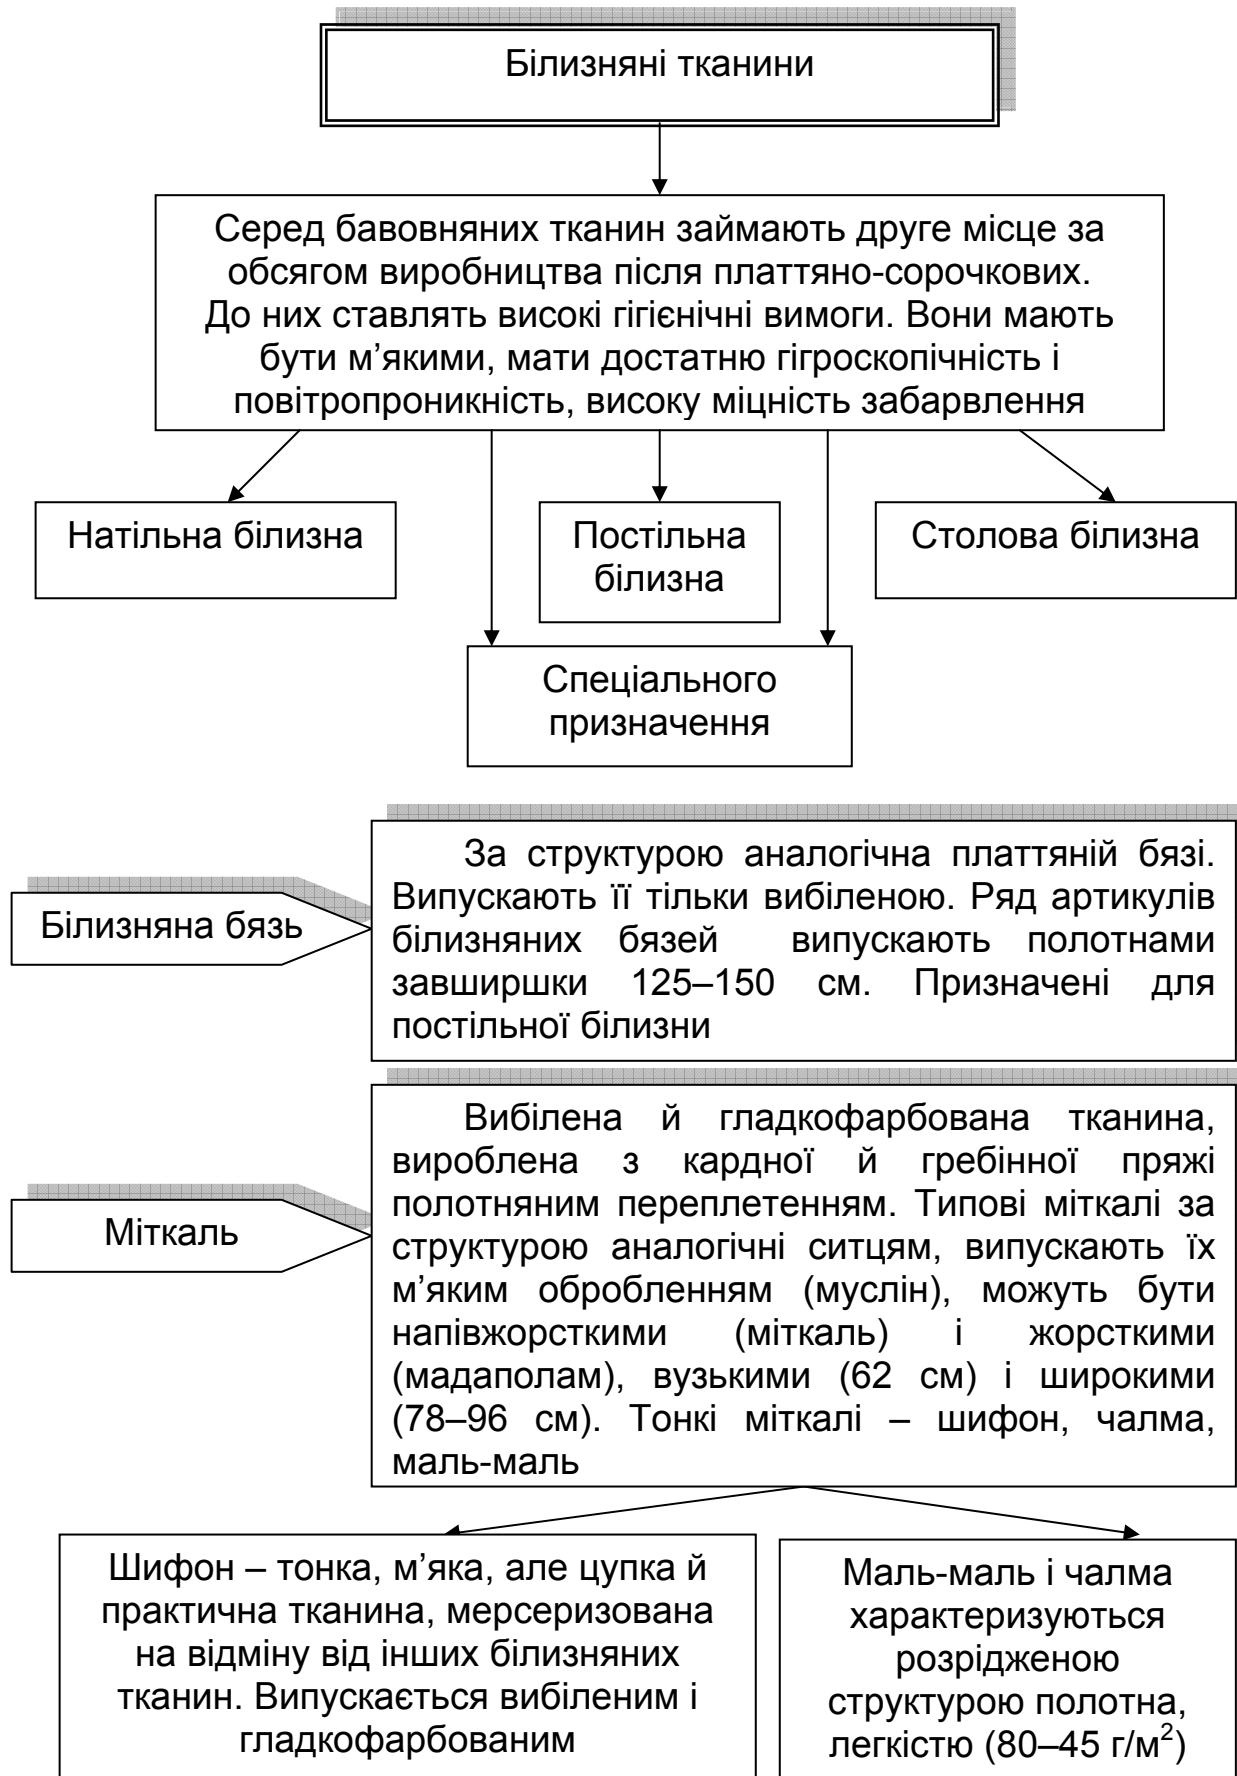 Білизняні тканини
Серед бавовняних тканин займають друге місце за
обсягом виробництва після платтяно-сорочкових.
До них ставлять високі гігієнічні вимоги. Вони мають
бути м’якими, мати достатню гігроскопічність і
повітропроникність, високу міцність забарвлення
Натільна білизна
Постільна
білизна
Столова білизна
Спеціального
призначення
Білизняна бязь
За структурою аналогічна платтяній бязі.
Випускають її тільки вибіленою. Ряд артикулів
білизняних бязей випускають полотнами
завширшки 125–150 см. Призначені для
постільної білизни
Міткаль
Вибілена й гладкофарбована тканина,
вироблена з кардної й гребінної пряжі
полотняним переплетенням. Типові міткалі за
структурою аналогічні ситцям, випускають їх
м’яким обробленням (муслін), можуть бути
напівжорсткими (міткаль) і жорсткими
(мадаполам), вузькими (62 см) і широкими
(78–96 см). Тонкі міткалі – шифон, чалма,
маль-маль
Шифон – тонка, м’яка, але цупка й
практична тканина, мерсеризована
на відміну від інших білизняних
тканин. Випускається вибіленим і
гладкофарбованим
Маль-маль і чалма
характеризуються
розрідженою
структурою полотна,
легкістю (80–45 г/м²)